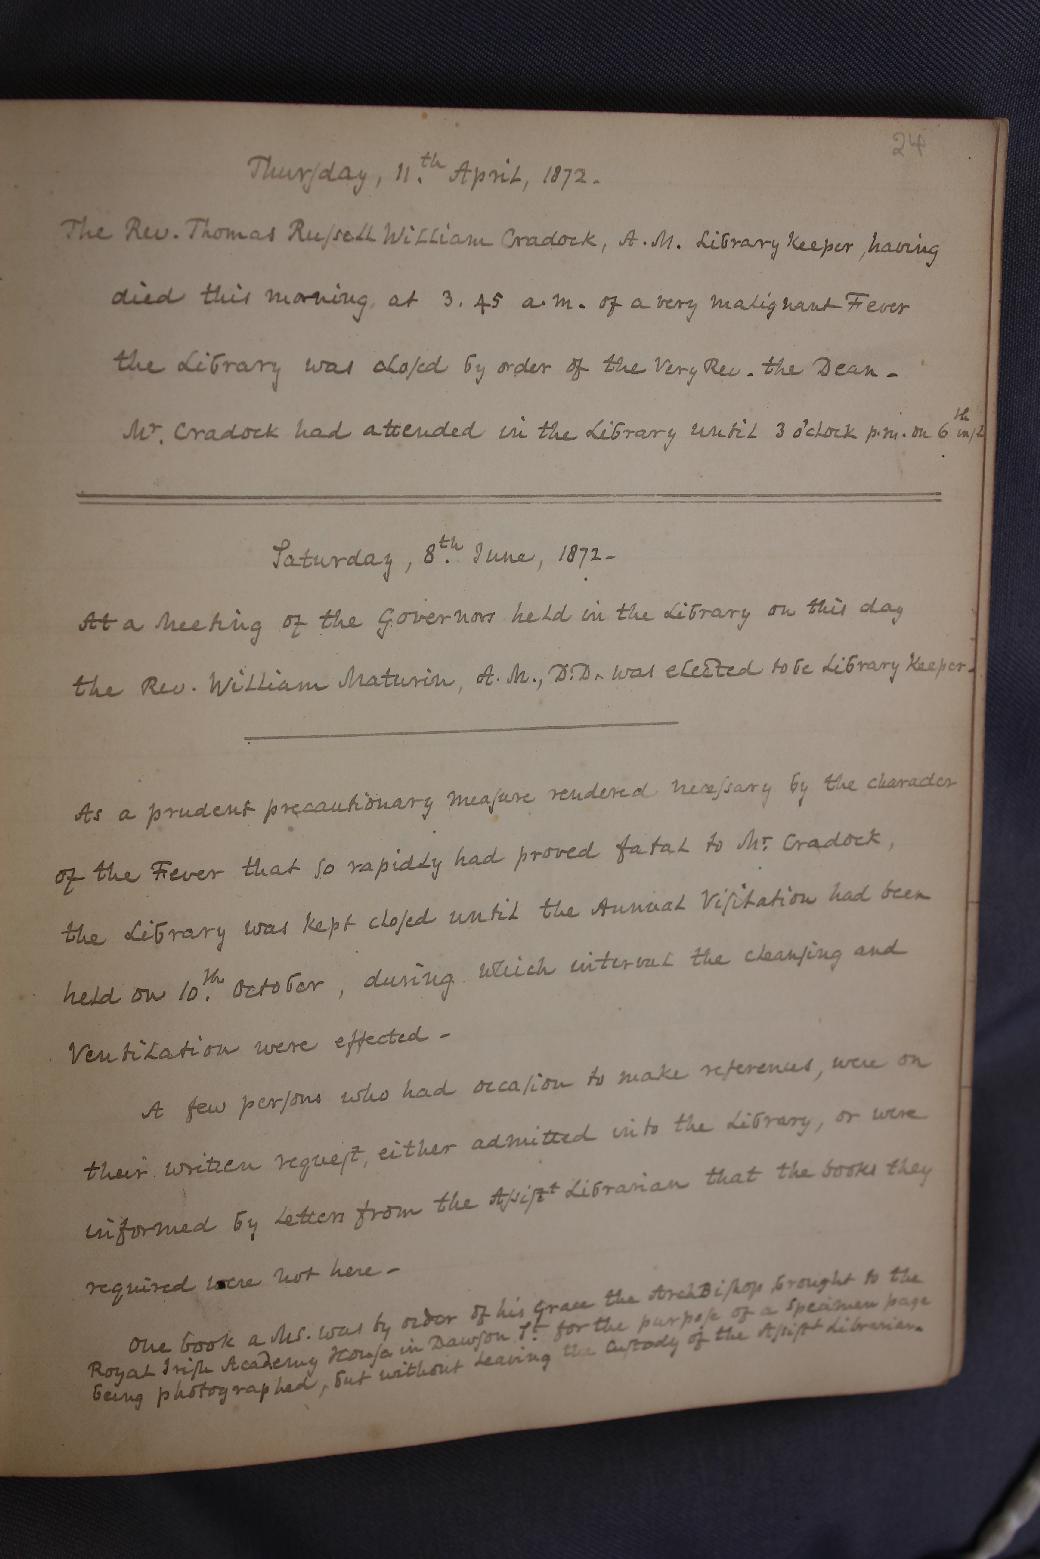 24
Thursday, 11.th April, 1872-
The Rev. Thomas Russell William Cradock, A.M. Library Keeper, having
died this morning, at 3.45 a.m. of a very malignant Fever
the Library was closed by order of the Very Rev. the Dean -
Mr. Cradock had attended in the Library until 3 o'clock p.m. on 6th inst
Saturday, 8.th June, 1872-
At a Meeting of the Governors held in the Library on this day
the Rev. William Maturin, A.M., D.D. was elected to be Library Keeper-
As a prudent precautionary measure rendered necessary by the character
of the Fever that so rapidly had proved fatal to Mr. Cradock,
the Library was kept closed until the Annual Visitation had been
held on 10.th October, during which interval the cleansing and
Ventilation were effected -
A few persons who had occasion to make references, were on
their written request, either admitted into the Library, or were
informed by Letters from the Assistt Librarian that the books they
required were not here -
One book a MS. was by order of his Grace the ArchBishop brought to the
Royal Irish Academy House in Dawson St. for the purpose of a Specimen page
being photographed, but without leaving the Custody of the Assistt Librarian.